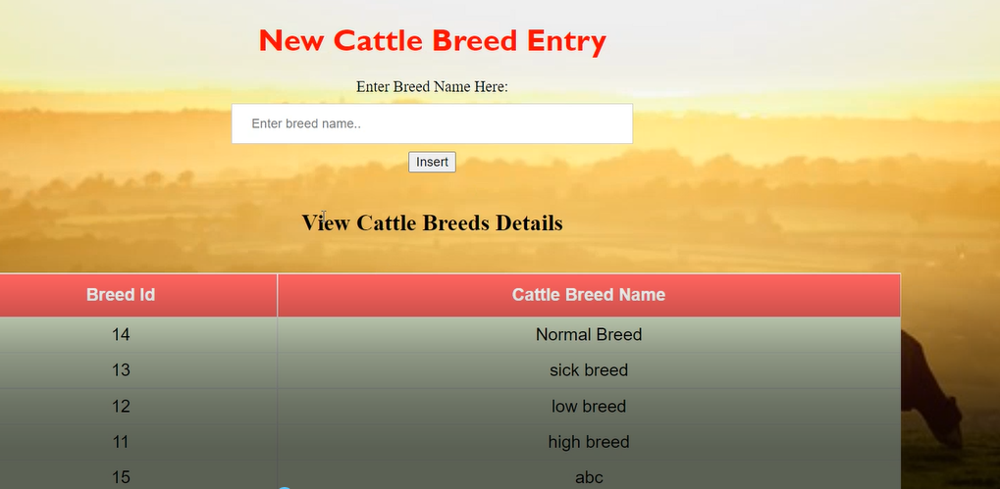 New Cattle Breed Entry
Enter Breed Name Here:
Enter breed name..
Insert
View Cattle Breeds Details
Breed Id Cattle Breed Name
14 Normal Breed
13 sick breed
12 low breed
11 high breed
15 abc